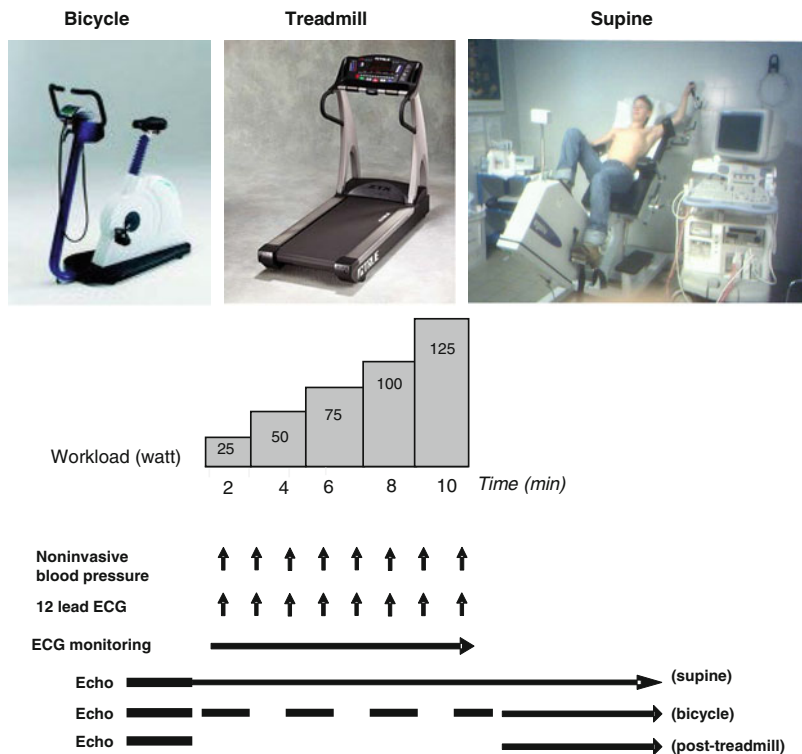 Bicycle
Treadmill
Supine
TRUE
125
100
75
50
25
Workload (watt)
2 4 6 8 10 Time (min)
Noninvasive
blood pressure
12 lead ECG
ECG monitoring
Echo (supine)
Echo (bicycle)
Echo (post-treadmill)